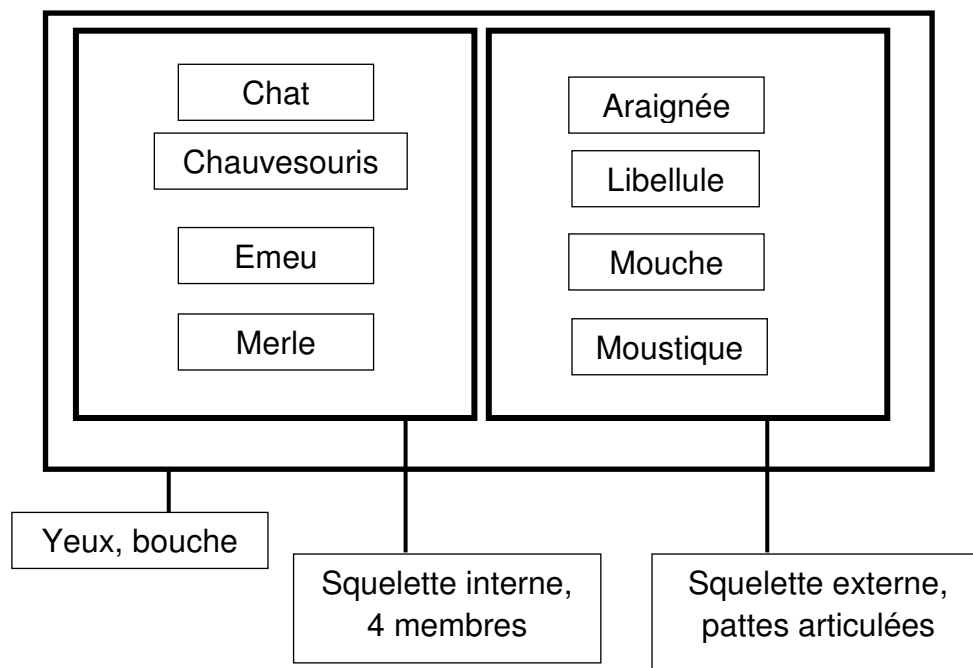 Chat
Chauvesouris
Emeu
Merle
Araignée
Libellule
Mouche
Moustique
Yeux, bouche
Squelette interne,
4 membres
Squelette externe,
pattes articulées